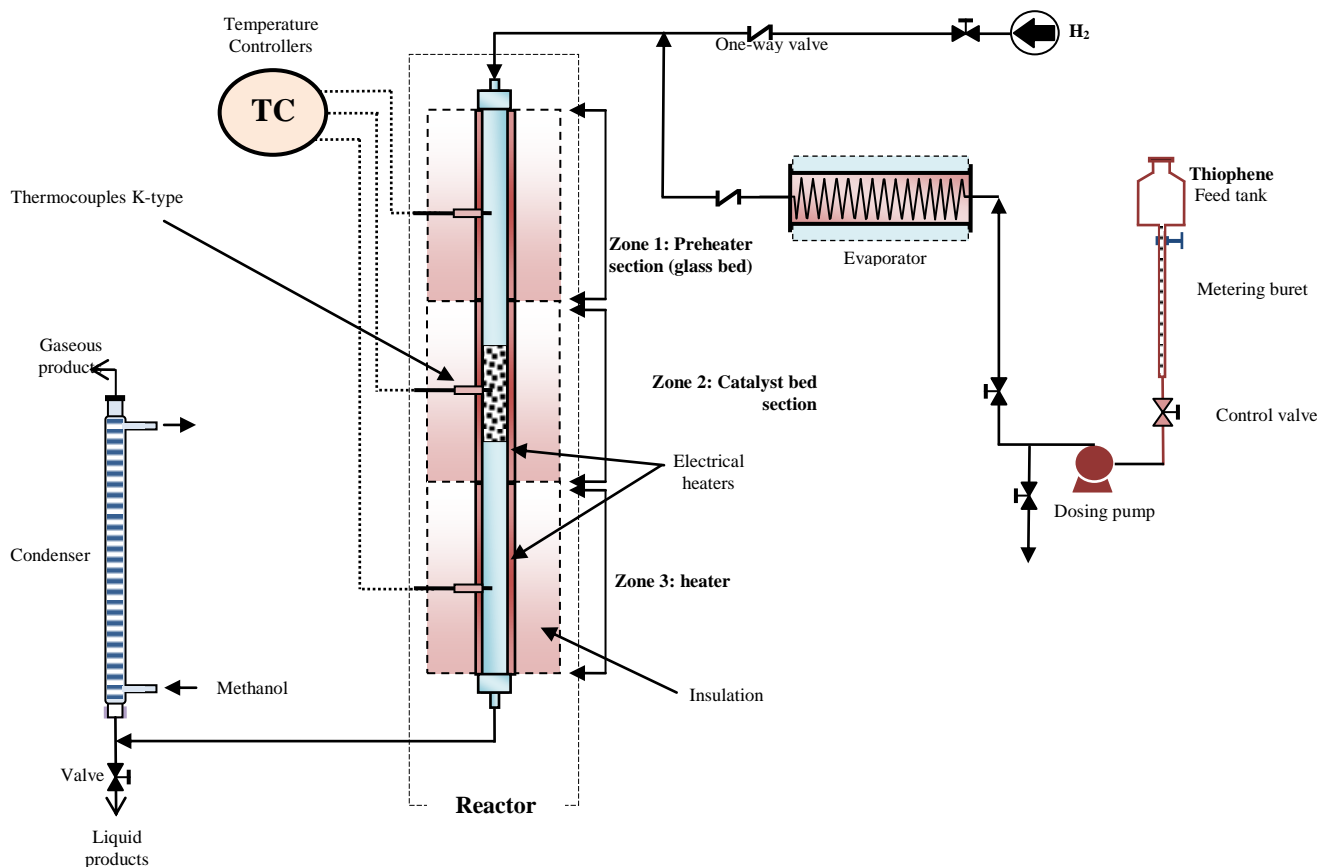 Temperature
Controllers
TC
One-way valve
H₂
Thermocouples K-type
Thiophene
Feed tank
Zone 1: Preheater
section (glass bed)
Evaporator
Metering buret
Gaseous
product
Zone 2: Catalyst bed
section
Control valve
Electrical
heaters
Dosing pump
Condenser
Zone 3: heater
Methanol
Insulation
Valve
Reactor
Liquid
products